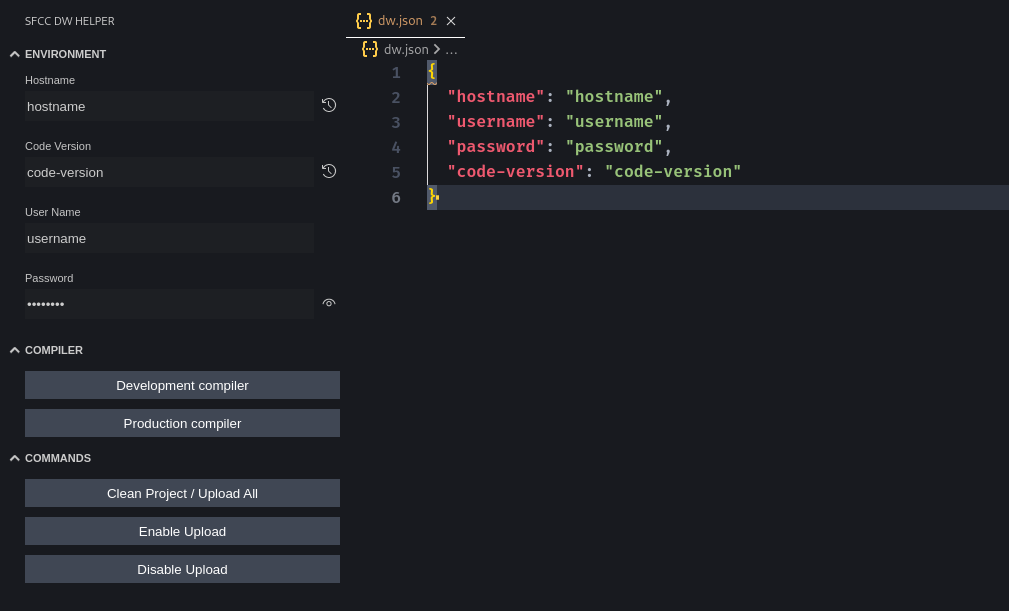 SFCC DW HELPER
ENVIRONMENT
Hostname
hostname
Code Version
code-version
User Name
username
Password
••••••••
COMPILER
Development compiler
Production compiler
COMMANDS
Clean Project / Upload All
Enable Upload
Disable Upload
{…} dw.json 2 ×
{…} dw.json > ...
1 {
2 "hostname": "hostname",
3 "username": "username",
4 "password": "password",
5 "code-version": "code-version"
6 }